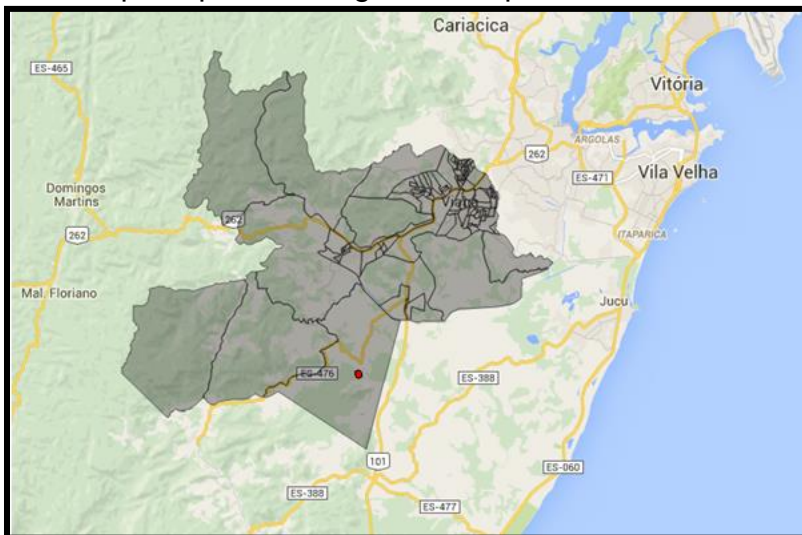 Cariacica
ES-465
Vitória
ARGOLAS
262
ES-471
Vila Velha
Domingos
Martins
Viana
262
262
ITAPARICA
Mal. Floriano
Jucu
ES-476
ES-388
101
ES-060
ES-388
ES-477